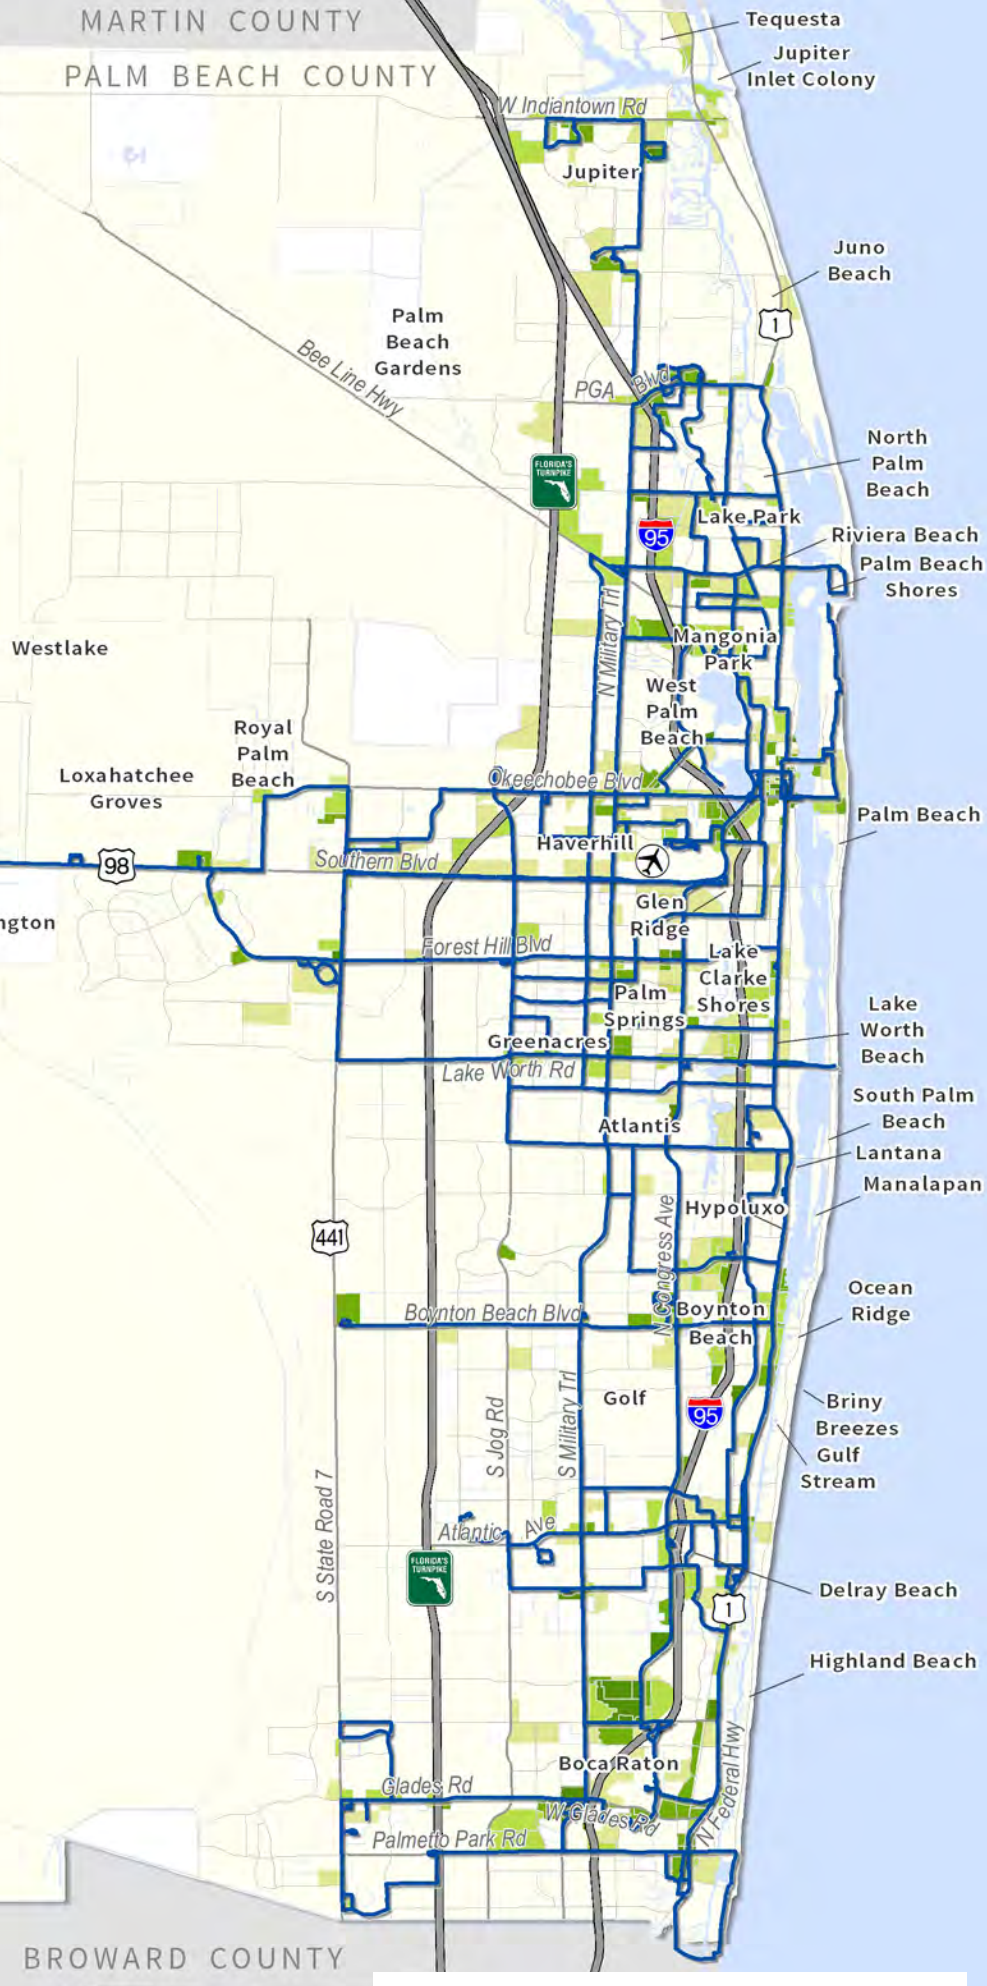 MARTIN COUNTY
Tequesta
Jupiter
Inlet Colony
PALM BEACH COUNTY
W Indiantown Rd
Jupiter
Juno
Beach
1
Palm
Beach
Gardens
Bee Line Hwy
PGA Blvd
North
Palm
Beach
FLORIDA'S
TURNPIKE
Lake Park
95
Riviera Beach
Palm Beach
Shores
N Military Trl
Mangonia
Park
Westlake
West
Palm
Beach
Royal
Palm
Beach
Loxahatchee
Groves
Okeechobee Blvd
Palm Beach
Haverhill
98
Southern Blvd
Glen
Ridge
ngton
Forest Hill Blvd
Lake
Clarke
Shores
Palm
Springs
Lake
Worth
Beach
Greenacres
Lake Worth Rd
South Palm
Beach
Atlantis
Lantana
Manalapan
Hypoluxo
441
N Congress Ave
Ocean
Ridge
Boynton Beach Blvd
Boynton
Beach
Golf
95
Briny
Breezes
Gulf
Stream
S Jog Rd
S Military Trl
S State Road 7
Atlantic Ave
FLORIDA'S
TURNPIKE
Delray Beach
1
Highland Beach
Boca Raton
N Federal Hwy
Glades Rd
W Glades Rd
Palmetto Park Rd
BROWARD COUNTY